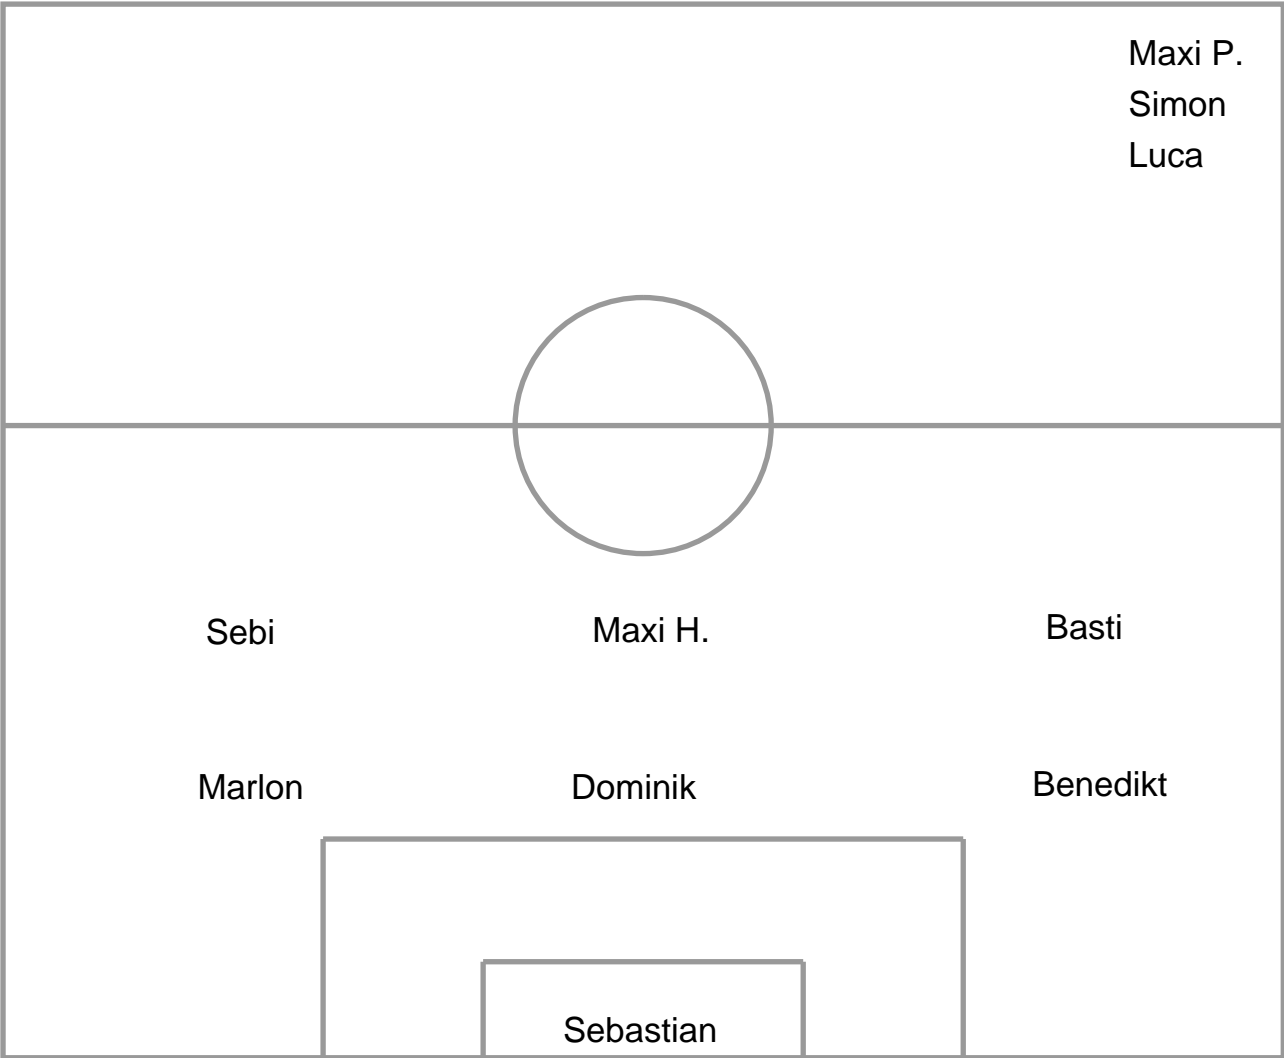 Maxi P.
Simon
Luca
Sebi
Maxi H.
Basti
Marlon
Dominik
Benedikt
Sebastian